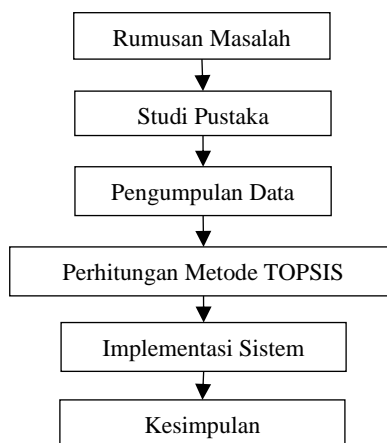 Rumusan Masalah
Studi Pustaka
Pengumpulan Data
Perhitungan Metode TOPSIS
Implementasi Sistem
Kesimpulan